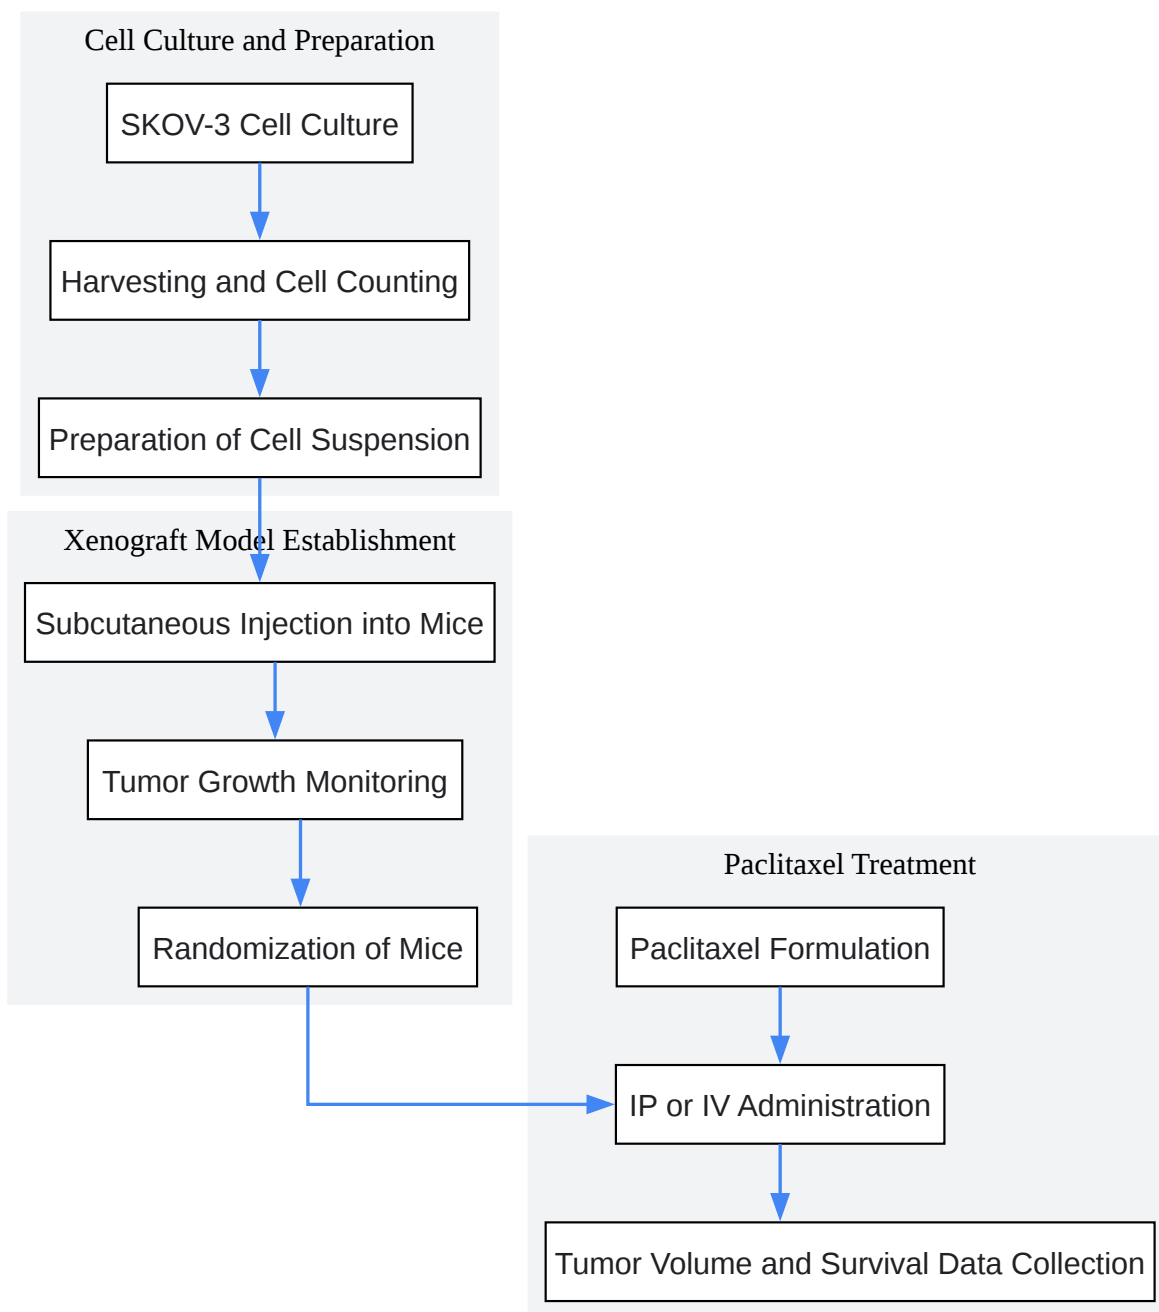 Cell Culture and Preparation
SKOV-3 Cell Culture
Harvesting and Cell Counting
Preparation of Cell Suspension
Xenograft Model Establishment
Subcutaneous Injection into Mice
Tumor Growth Monitoring
Randomization of Mice
Paclitaxel Treatment
Paclitaxel Formulation
IP or IV Administration
Tumor Volume and Survival Data Collection